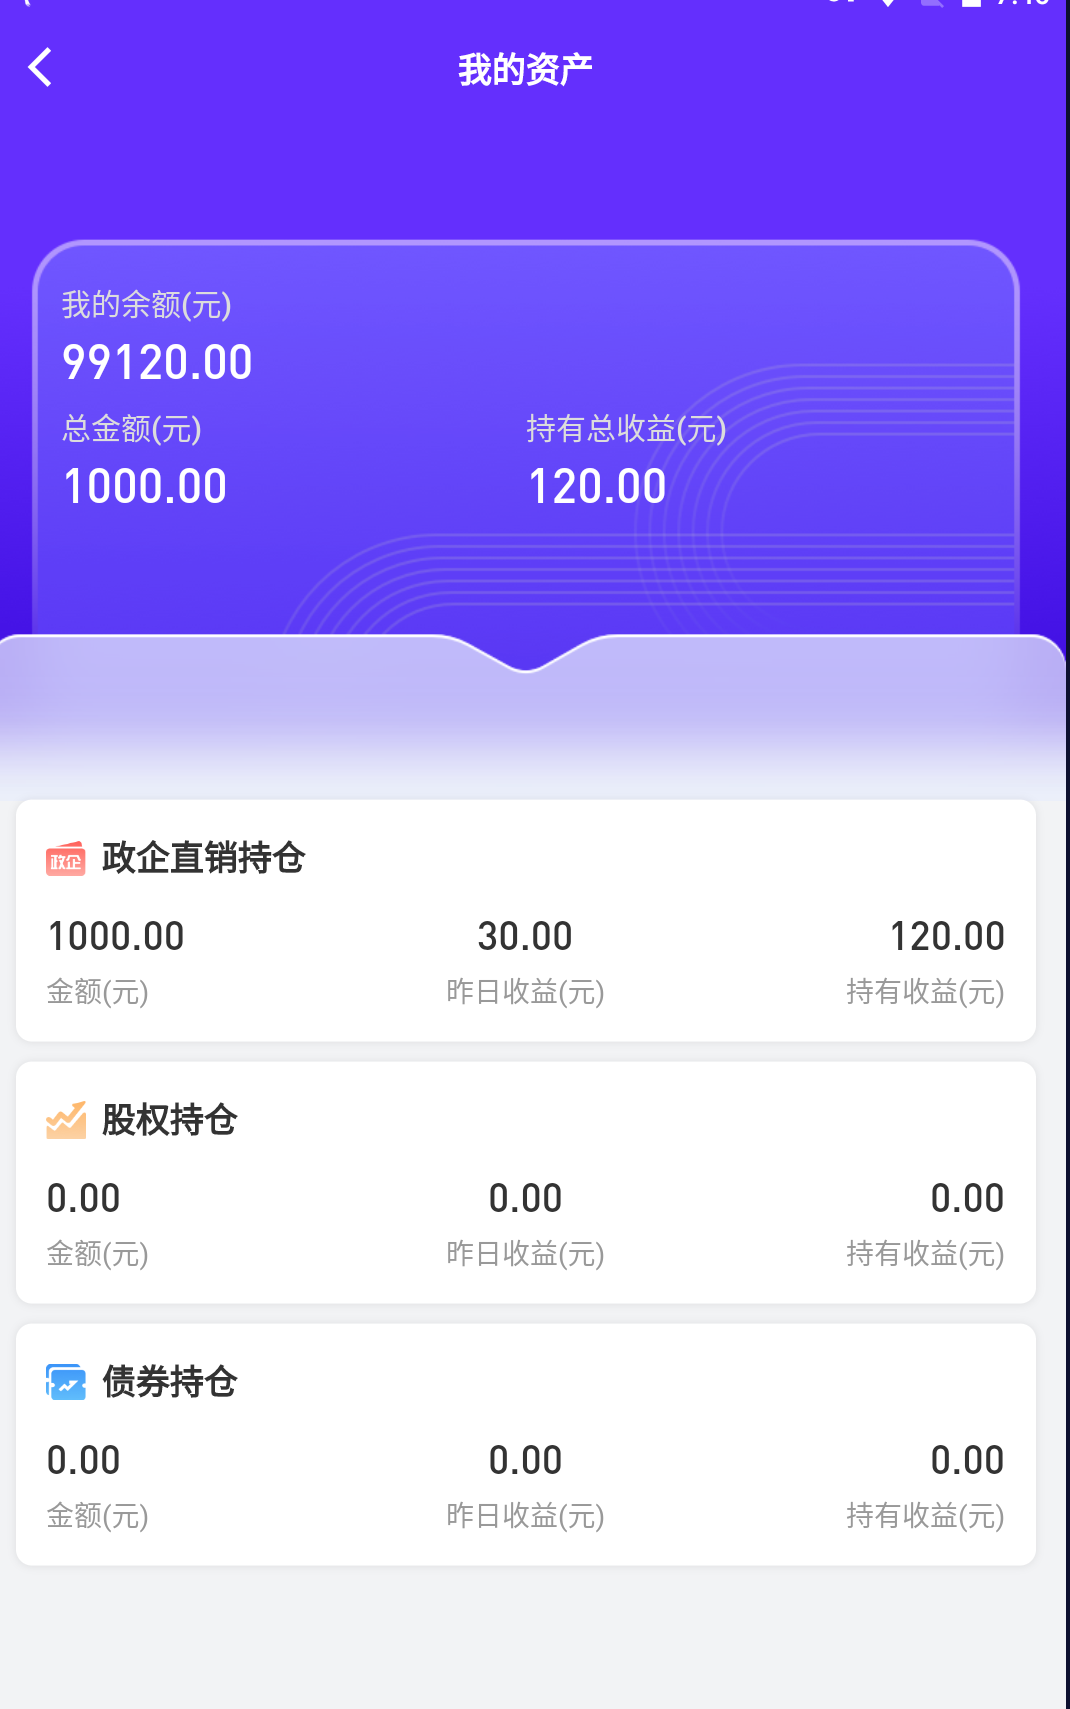 我的资产
我的余额(元)
99120.00
总金额(元) 持有总收益(元)
1000.00 120.00
政企 政企直销持仓
1000.00 30.00 120.00
金额(元) 昨日收益(元) 持有收益(元)
股权持仓
0.00 0.00 0.00
金额(元) 昨日收益(元) 持有收益(元)
债券持仓
0.00 0.00 0.00
金额(元) 昨日收益(元) 持有收益(元)